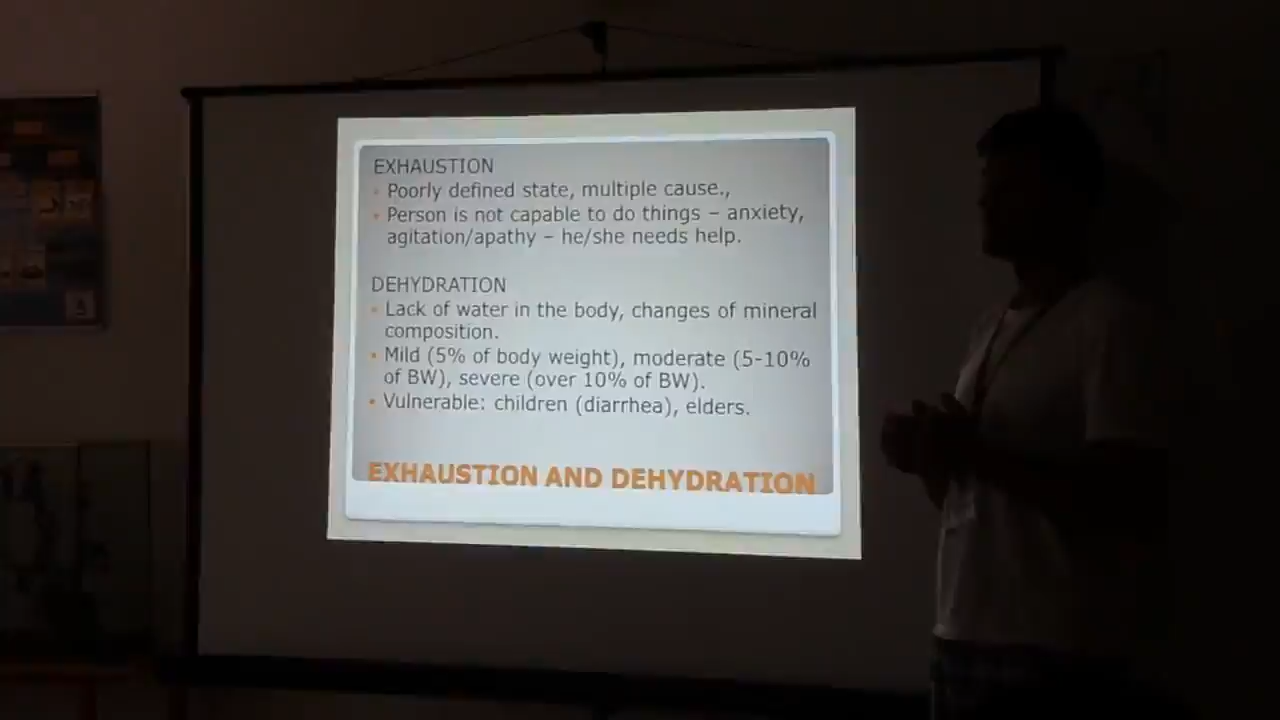 EXHAUSTION
Poorly defined state, multiple cause.,
Person is not capable to do things – anxiety,
agitation/apathy – he/she needs help.
DEHYDRATION
Lack of water in the body, changes of mineral
composition.
Mild (5% of body weight), moderate (5-10%
of BW), severe (over 10% of BW).
Vulnerable: children (diarrhea), elders.
EXHAUSTION AND DEHYDRATION